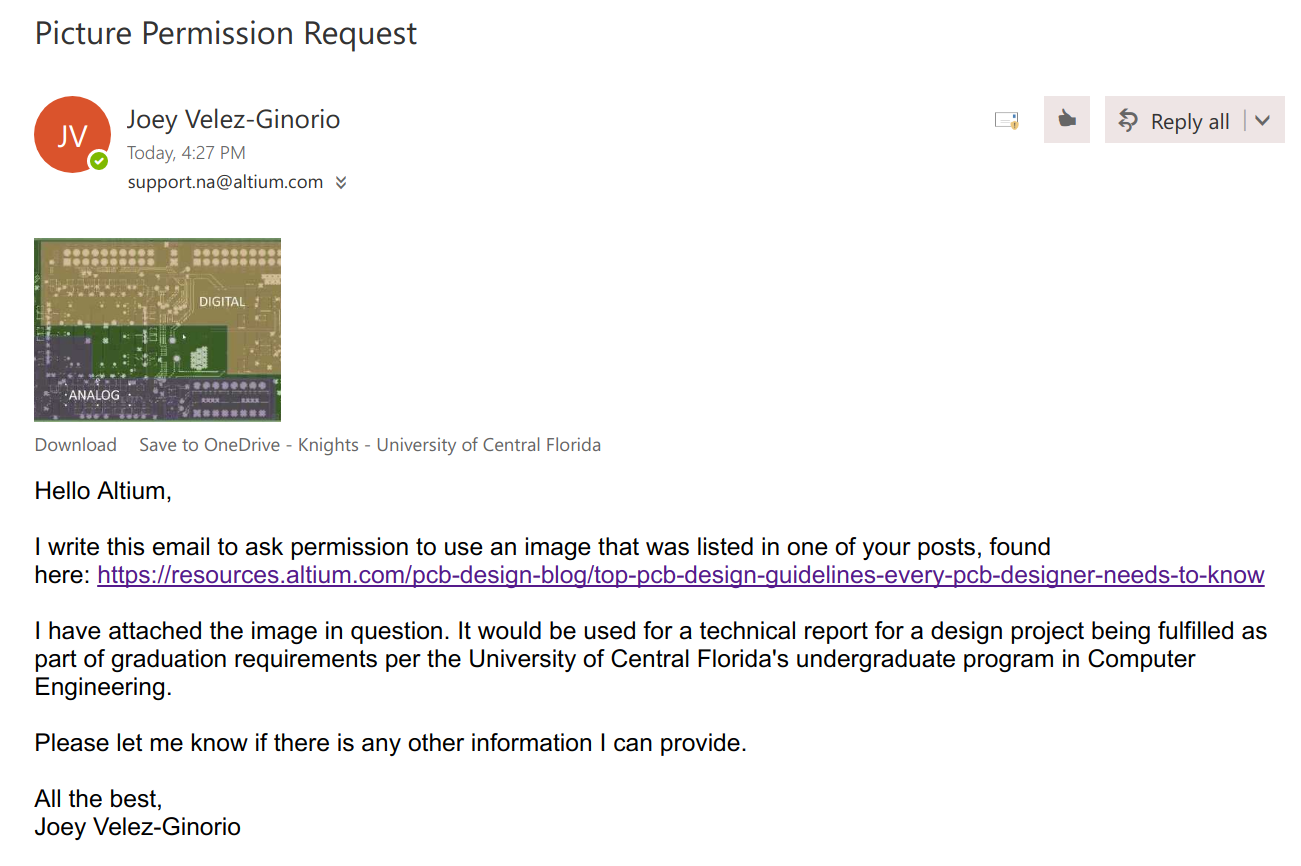 Picture Permission Request
JV
Joey Velez-Ginorio
Today, 4:27 PM
support.na@altium.com
Reply all
DIGITAL
ANALOG
Download Save to OneDrive - Knights - University of Central Florida
Hello Altium,
I write this email to ask permission to use an image that was listed in one of your posts, found
here: https://resources.altium.com/pcb-design-blog/top-pcb-design-guidelines-every-pcb-designer-needs-to-know
I have attached the image in question. It would be used for a technical report for a design project being fulfilled as
part of graduation requirements per the University of Central Florida's undergraduate program in Computer
Engineering.
Please let me know if there is any other information I can provide.
All the best,
Joey Velez-Ginorio